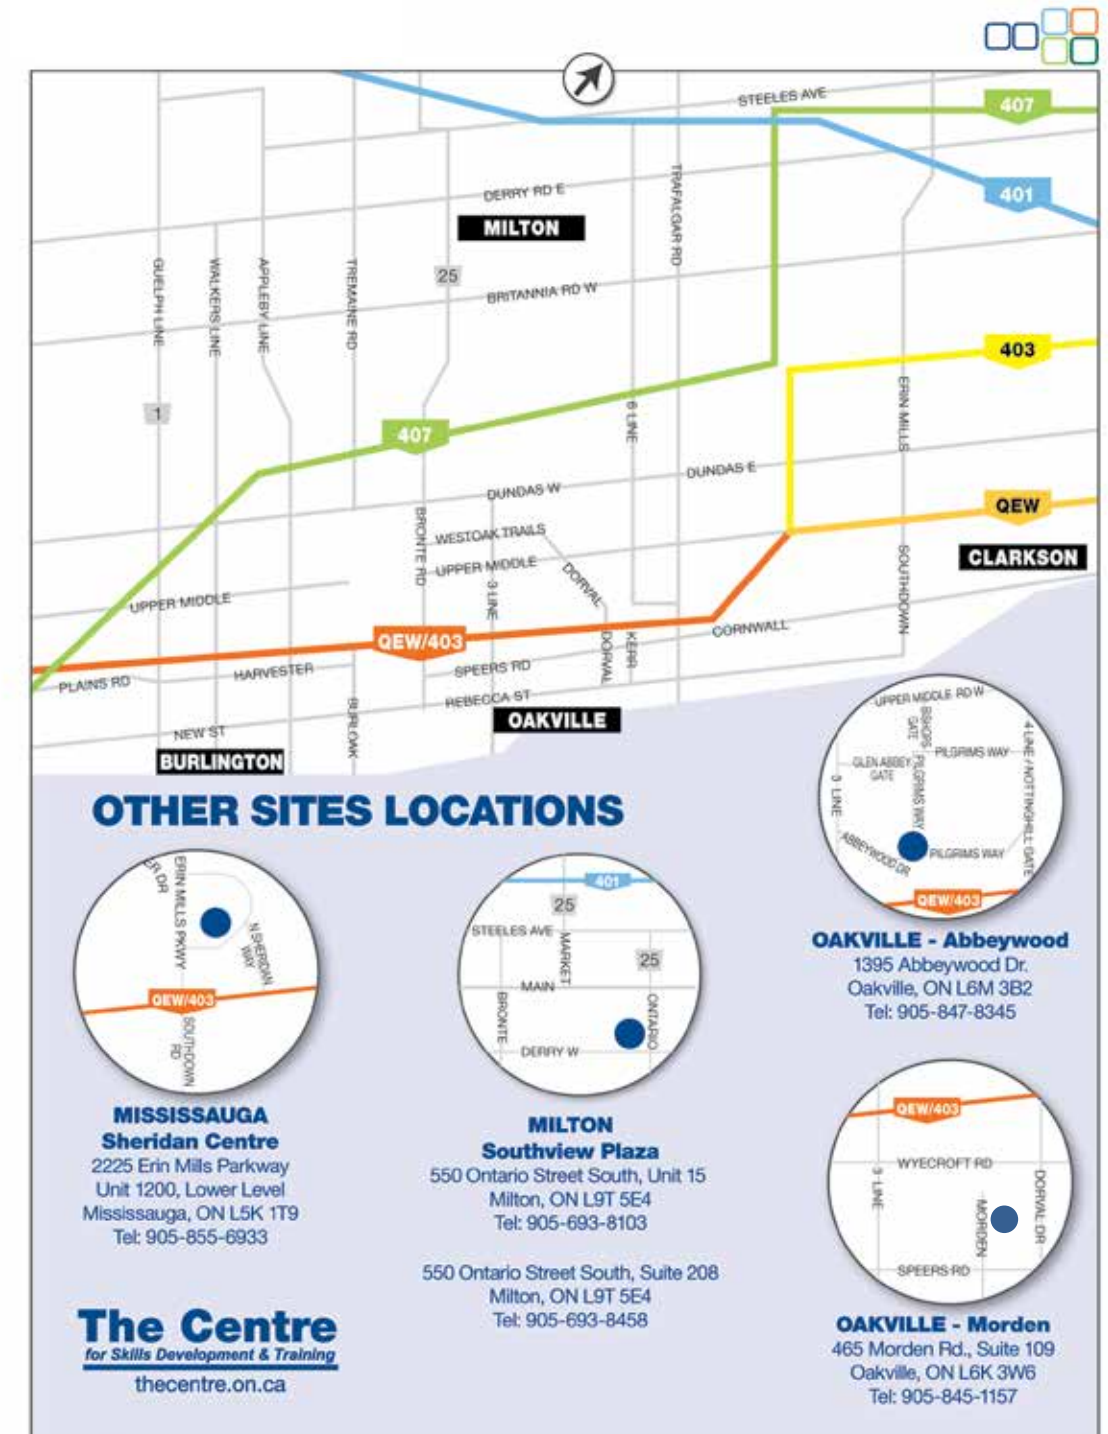 STEELES AVE
407
401
DERRY RD E
MILTON
TRAFALGAR RD
GUELPH LINE
WALKERS LINE
APPLEBY LINE
TREMAINE RD
25
BRITANNIA RD W
403
1
407
6 LINE
ERIN MILLS
DUNDAS E
DUNDAS W
QEW
BRONTE RD
WESTOAK TRAILS
UPPER MIDDLE
DORVAL
3 LINE
SOUTHDOWN
CLARKSON
UPPER MIDDLE
QEW/403
CORNWALL
DORVAL
KERR
PLAINS RD
HARVESTER
SPEERS RD
REBECCA ST
BURLOAK
OAKVILLE
NEW ST
BURLINGTON
OTHER SITES LOCATIONS
UPPER MIDDLE RD W
BISHOPS GATE
PILGRIMS WAY
GLEN ABBEY
GATE
PILGRIMS WAY
3 LINE
4 LINE / NOTTINGHILL GATE
ABBEYWOOD DR
PILGRIMS WAY
QEW/403
OAKVILLE - Abbeywood
1395 Abbeywood Dr.
Oakville, ON L6M 3B2
Tel: 905-847-8345
ER DR
ERIN MILLS PKWY
N SHERIDAN
WAY
QEW/403
SOUTHDOWN
RD
MISSISSAUGA
Sheridan Centre
2225 Erin Mills Parkway
Unit 1200, Lower Level
Mississauga, ON L5K 1T9
Tel: 905-855-6933
401
25
STEELES AVE
MARKET
25
MAIN
BRONTE
ONTARIO
DERRY W
MILTON
Southview Plaza
550 Ontario Street South, Unit 15
Milton, ON L9T 5E4
Tel: 905-693-8103
550 Ontario Street South, Suite 208
Milton, ON L9T 5E4
Tel: 905-693-8458
QEW/403
WYECROFT RD
3 LINE
MORDEN
DORVAL DR
SPEERS RD
OAKVILLE - Morden
465 Morden Rd., Suite 109
Oakville, ON L6K 3W6
Tel: 905-845-1157
The Centre
for Skills Development & Training
thecentre.on.ca